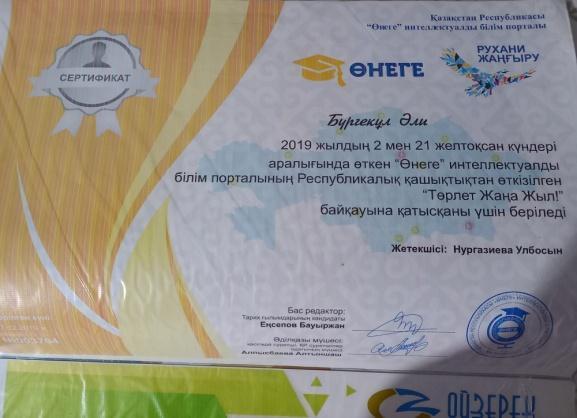 Қазақстан Республикасы
“Өнеге” интеллектуалды білім порталы
СЕРТИФИКАТ
ӨНЕГЕ
РУХАНИ
ЖАҢҒЫРУ
Бүргекұл Әли
2019 жылдың 2 мен 21 желтоқсан күндері
аралығында өткен “Өнеге” интеллектуалды
білім порталының Республикалық қашықтықтан өткізілген
“Төрлет Жаңа Жыл!”
байқауына қатысқаны үшін беріледі
Жетекшісі: Нургазиева Улбосын
Бас редактор:
Тарих ғылымдарының кандидаты
Еңсепов Бауыржан
Әділқазы мүшесі:
Алпысбаева Алтыншаш
ОЙЗЕРЕК